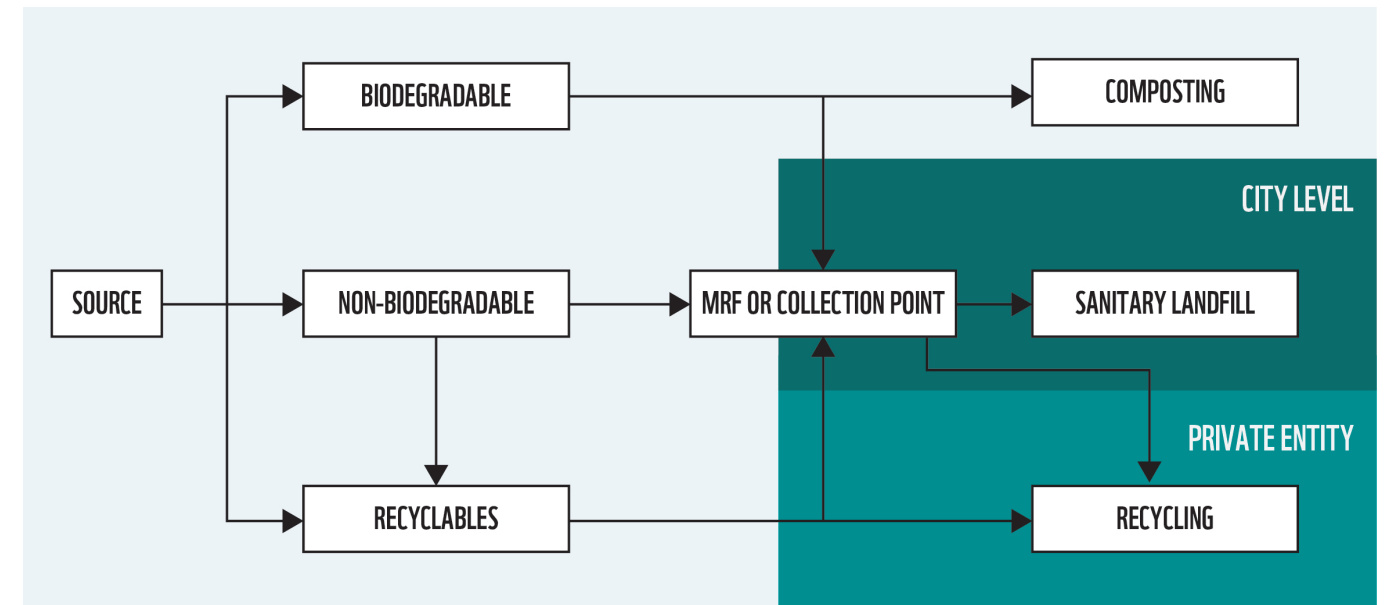 BIODEGRADABLE
COMPOSTING
CITY LEVEL
SOURCE
NON-BIODEGRADABLE
MRF OR COLLECTION POINT
SANITARY LANDFILL
PRIVATE ENTITY
RECYCLABLES
RECYCLING